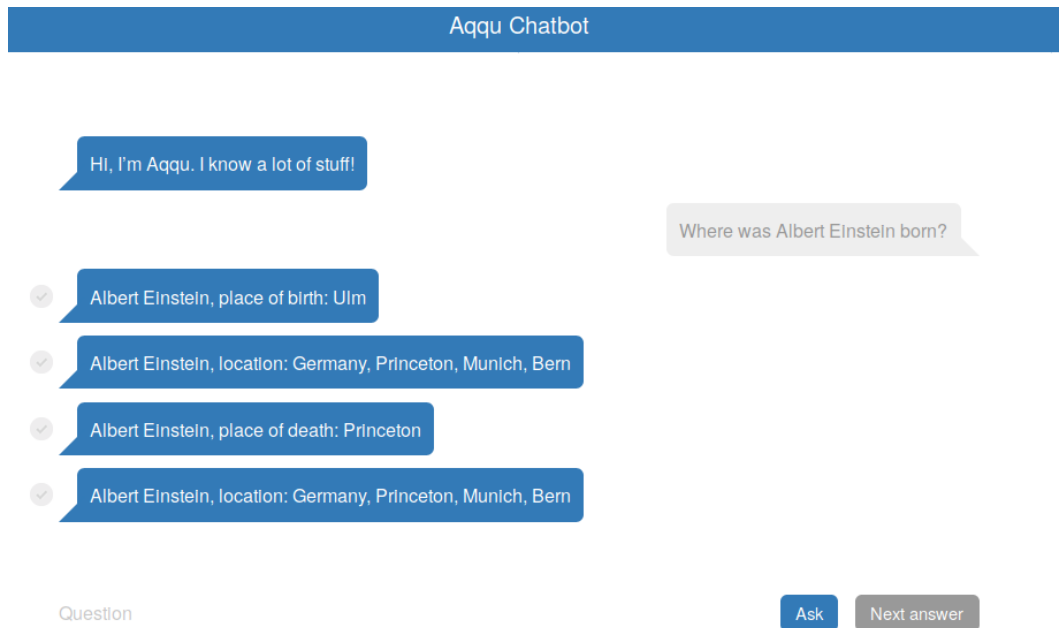 Aqqu Chatbot
Hi, I'm Aqqu. I know a lot of stuff!
Where was Albert Einstein born?
Albert Einstein, place of birth: Ulm
Albert Einstein, location: Germany, Princeton, Munich, Bern
Albert Einstein, place of death: Princeton
Albert Einstein, location: Germany, Princeton, Munich, Bern
Question
Ask
Next answer